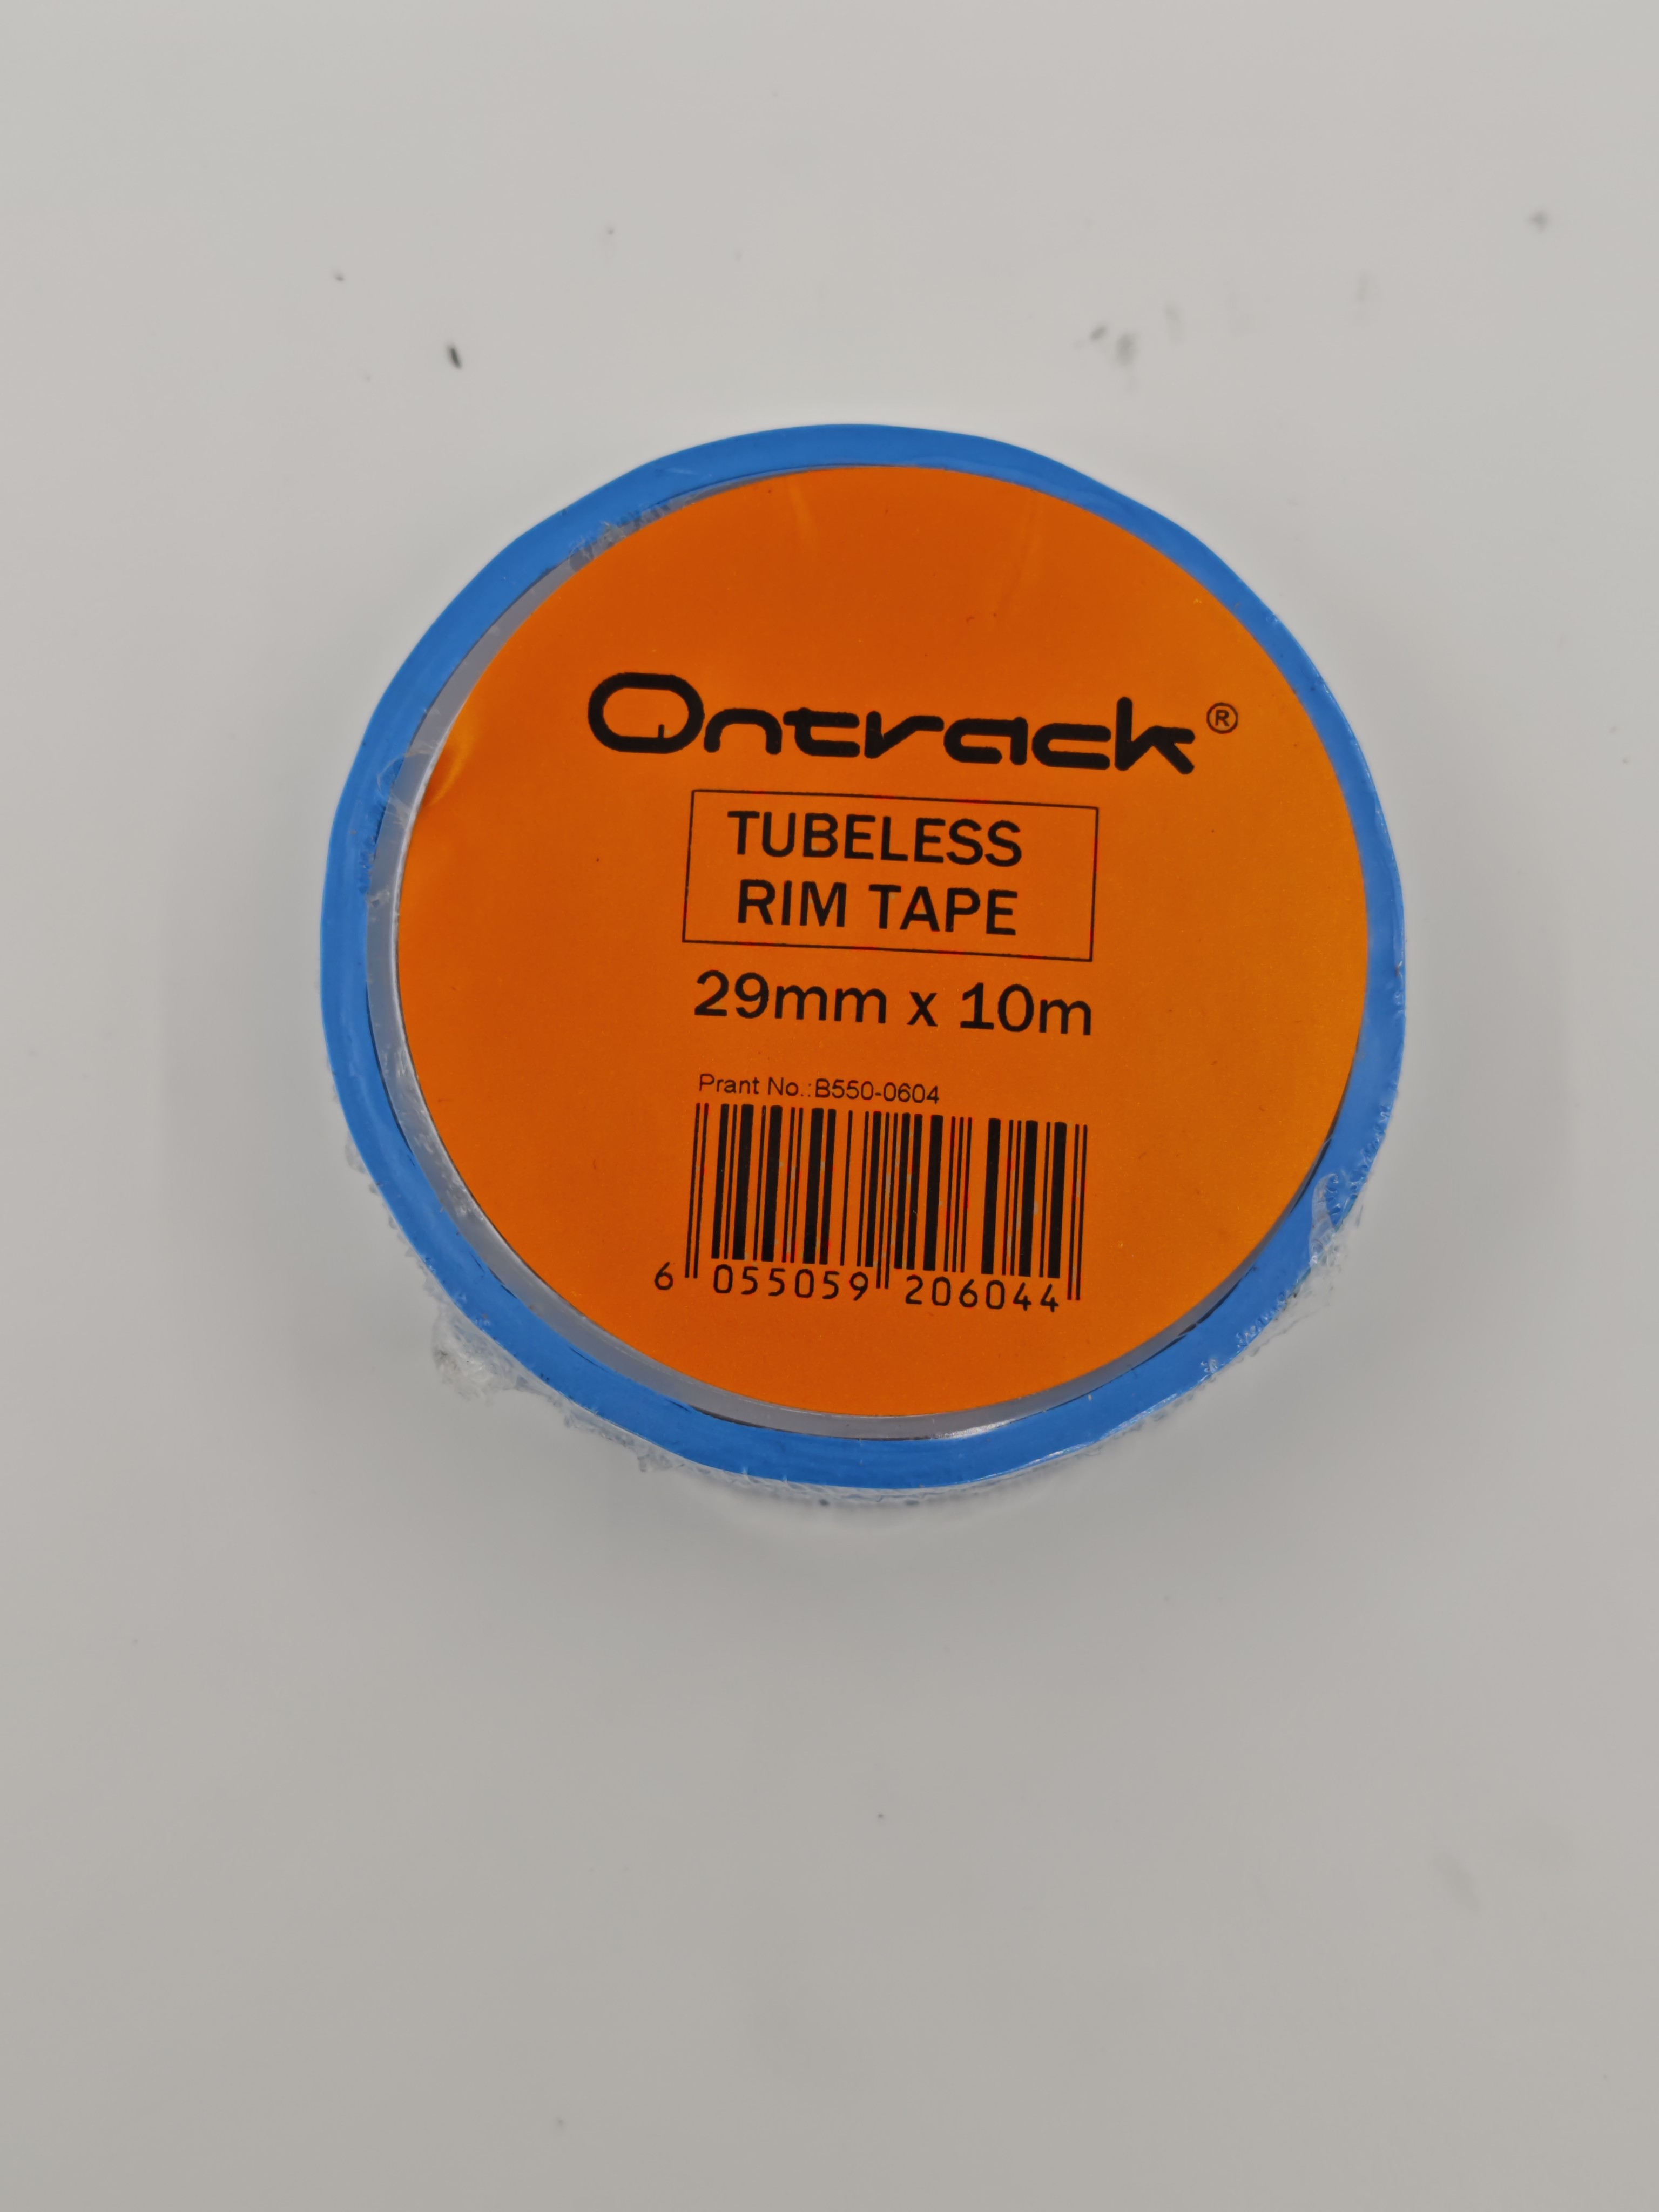 Ontrack®
TUBELESS
RIM TAPE
29mm x 10m
Prant No.:B550-0604
6 055059 206044